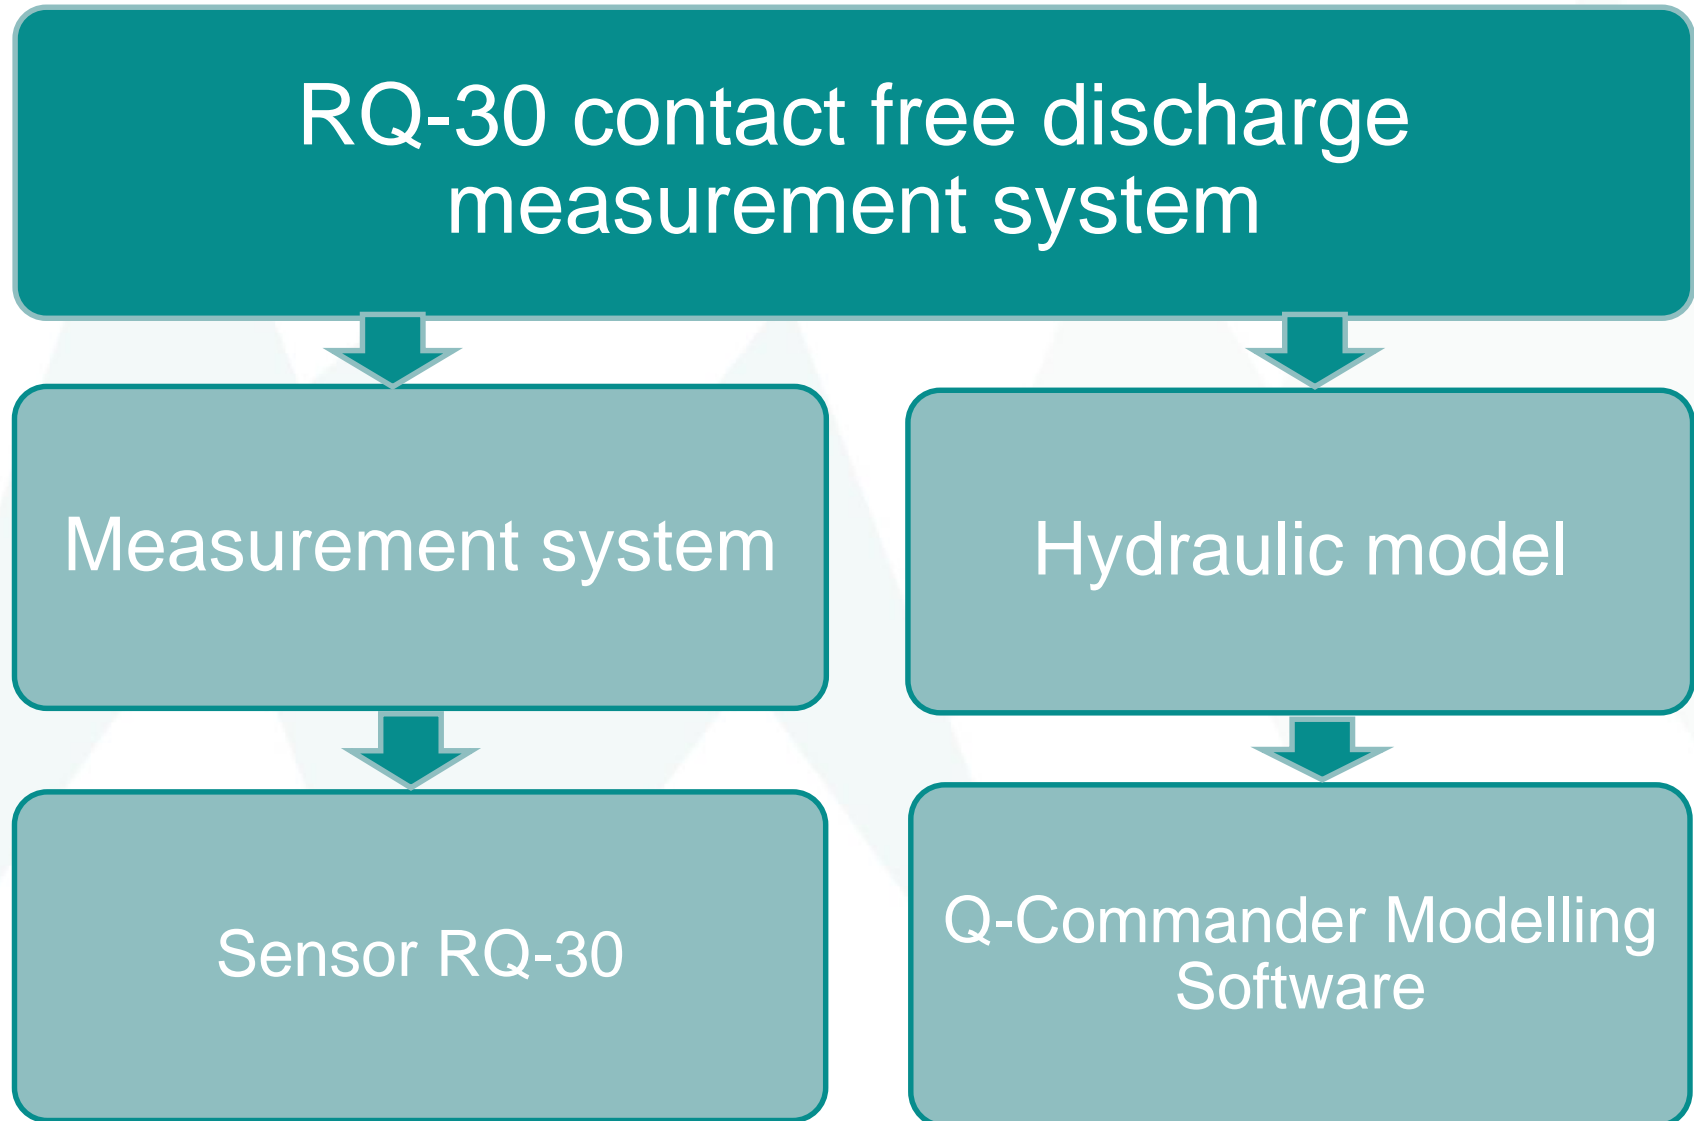 RQ-30 contact free discharge
measurement system
Measurement system
Hydraulic model
Sensor RQ-30
Q-Commander Modelling
Software